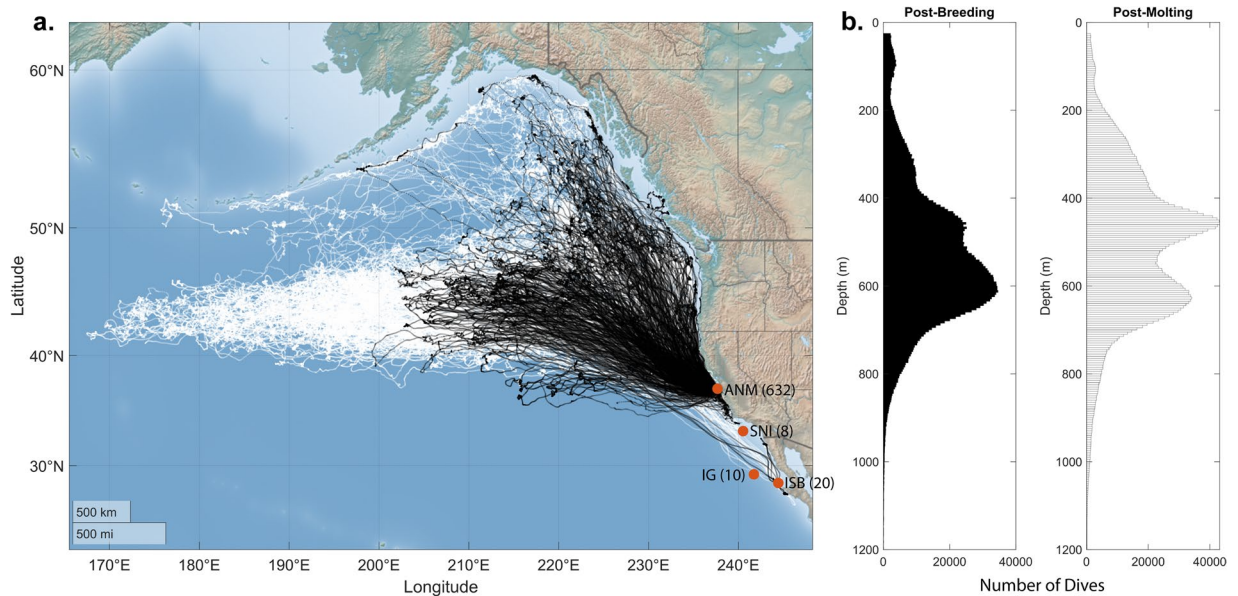 a.
60°N
50°N
40°N
30°N
Latitude
ANM (632)
SNI (8)
IG (10)
ISB (20)
500 km
500 mi
170°E
180°E
190°E
200°E
210°E
220°E
230°E
240°E
Longitude
b.
Post-Breeding
0
200
400
600
800
1000
1200
Depth (m)
0
20000
40000
Post-Molting
0
200
400
600
800
1000
1200
Depth (m)
0
20000
40000
Number of Dives